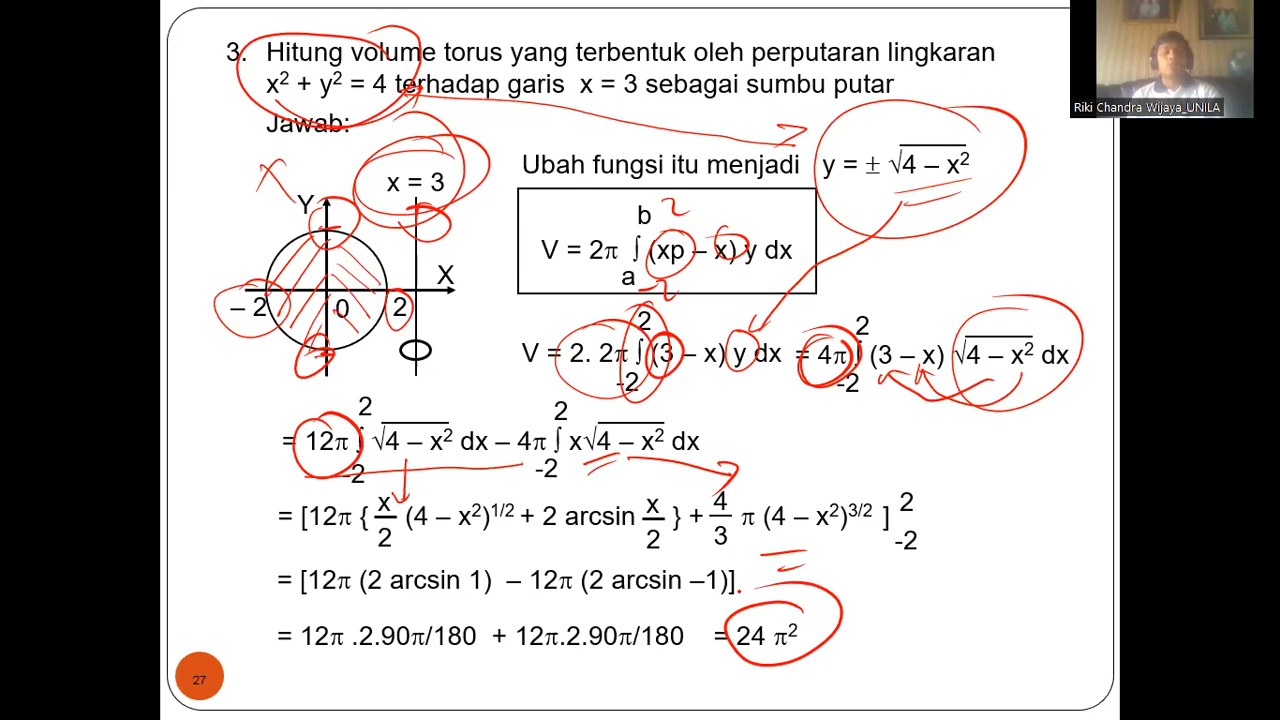 3. Hitung volume torus yang terbentuk oleh perputaran lingkaran
x² + y² = 4 terhadap garis x = 3 sebagai sumbu putar
Jawab:
Riki Chandra Wijaya_UNILA
Ubah fungsi itu menjadi y = ± √4 – x²
x = 3
Y
X
– 2
0
2
b 2
V = 2π ∫ (xp – x) y dx
a -2
2
V = 2. 2π ∫ (3 – x) y dx = 4π ∫ (3 – x) √4 – x² dx
-2
2
-2
2
= 12π ∫ √4 – x² dx – 4π ∫ x√4 – x² dx
-2
2
-2
= [12π { x/2 (4 – x²)^1/2 + 2 arcsin x/2 } + 4/3 π (4 – x²)^3/2 ] 2
-2
= [12π (2 arcsin 1) – 12π (2 arcsin –1)].
= 12π .2.90π/180 + 12π.2.90π/180 = 24 π²
27